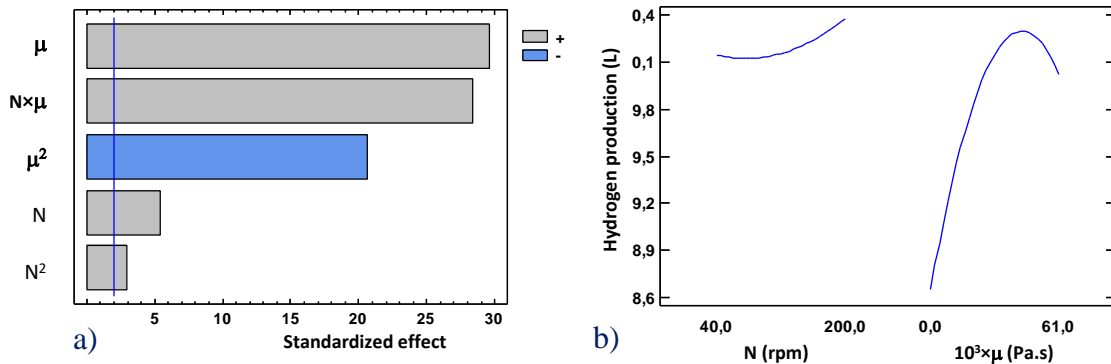 μ
N×μ
μ²
N
N²
5
10
15
20
25
30
Standardized effect
+
-
a)
Hydrogen production (L)
0,4
0,1
9,8
9,5
9,2
8,9
8,6
40,0
200,0
0,0
61,0
N (rpm)
10³×μ (Pa.s)
b)